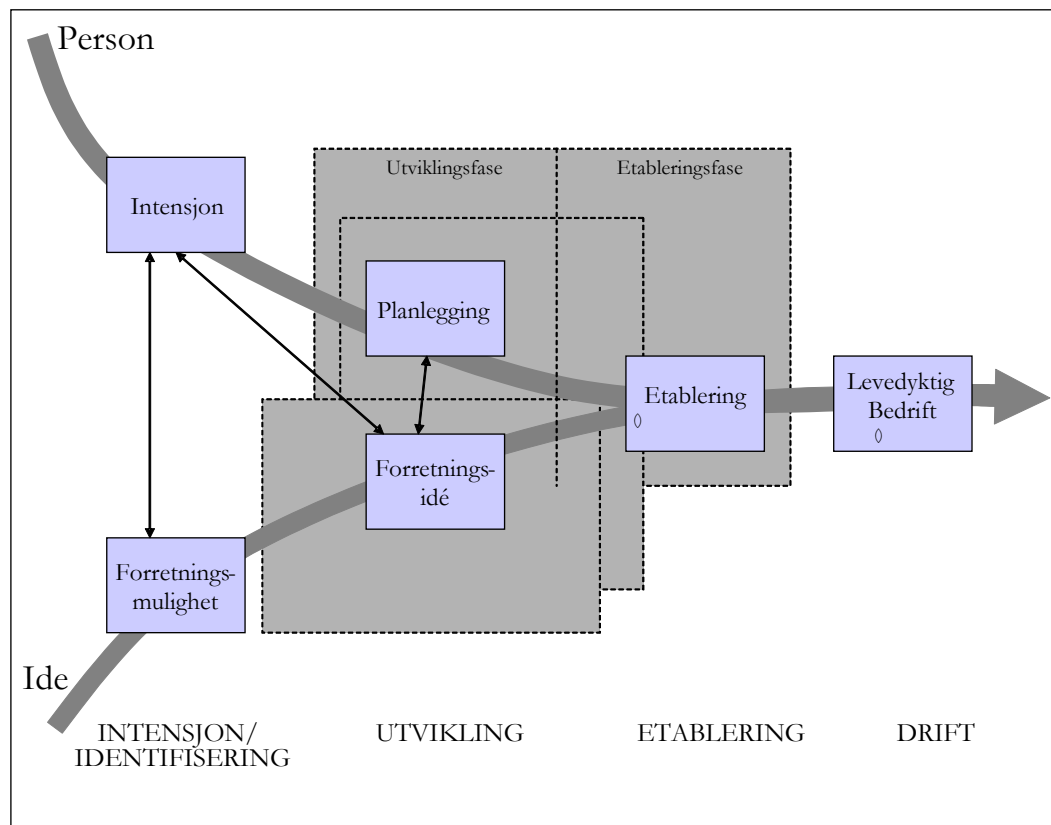 Person
Utviklingsfase
Etableringsfase
Intensjon
Planlegging
Etablering
Levedyktig
Bedrift
Forretnings-
idé
Forretnings-
mulighet
Ide
INTENSJON/
IDENTIFISERING
UTVIKLING
ETABLERING
DRIFT